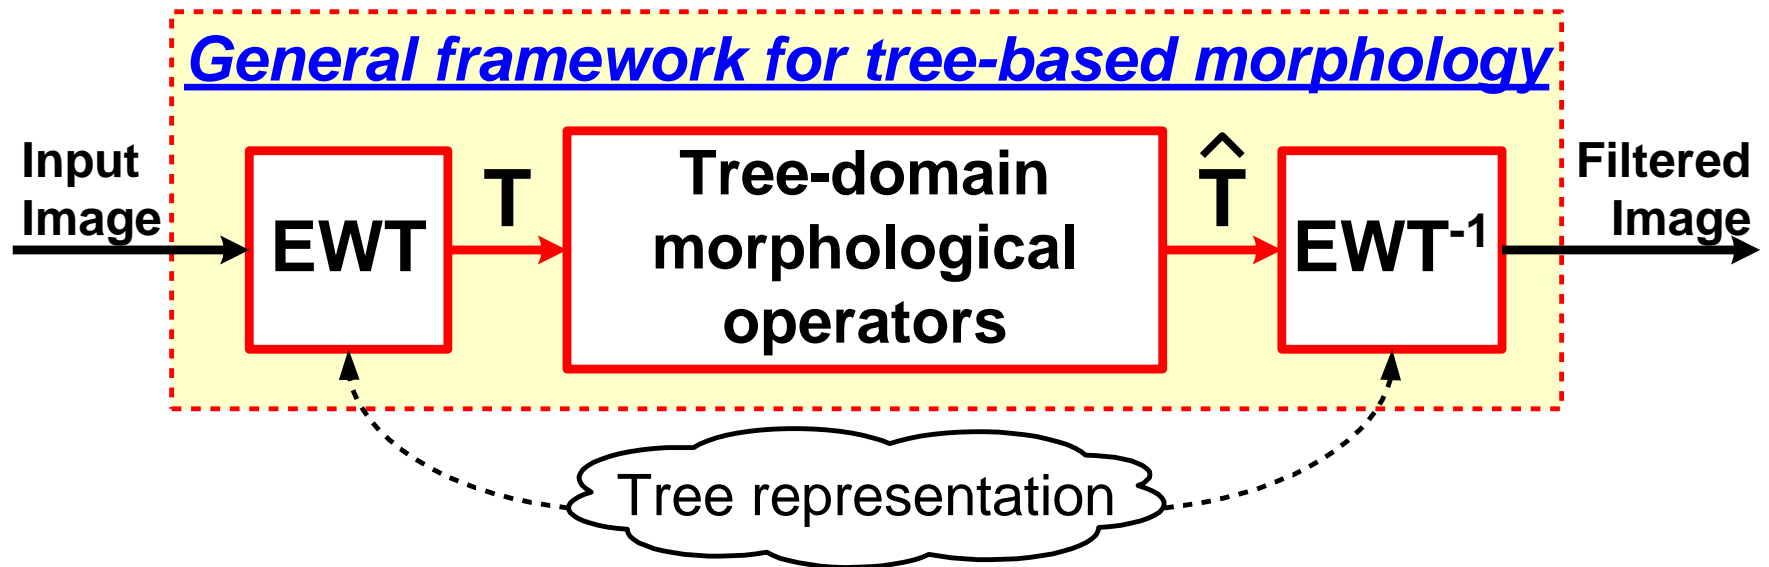 General framework for tree-based morphology
Input
Image
EWT
T
Tree-domain
morphological
operators
T̂
EWT⁻¹
Filtered
Image
Tree representation